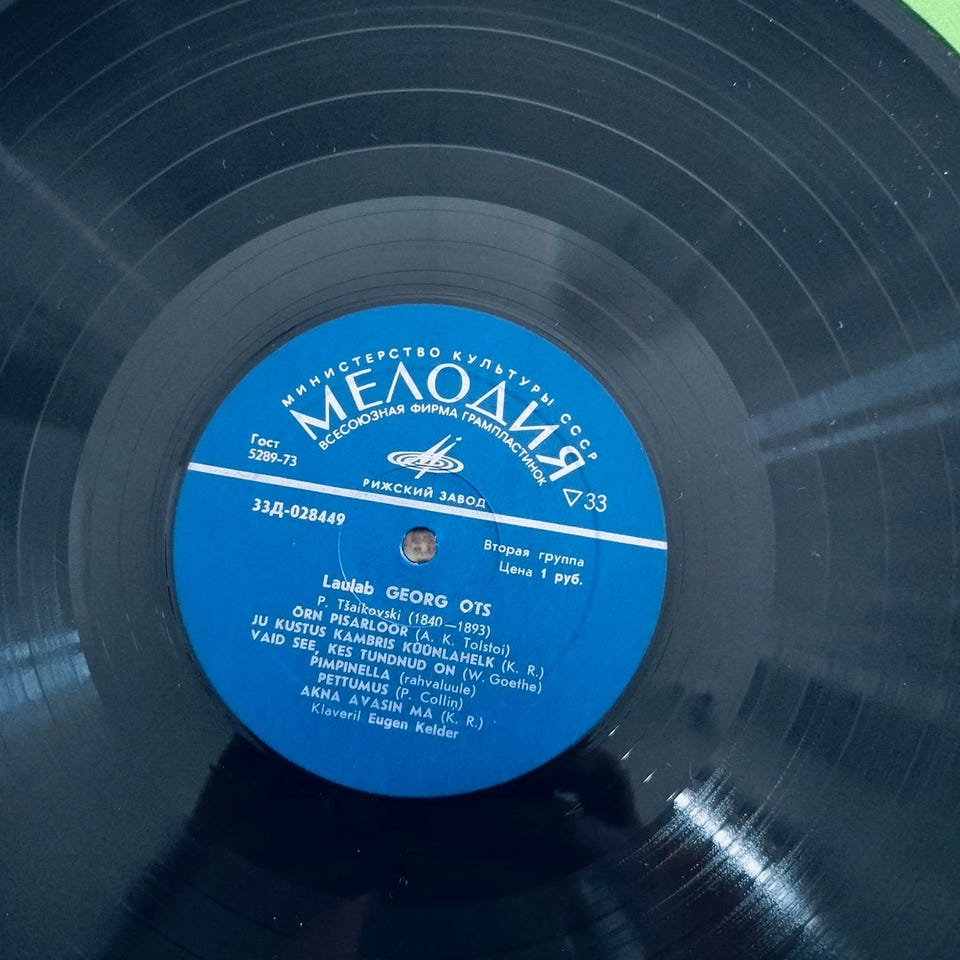 МИНИСТЕРСТВО КУЛЬТУРЫ СССР
МЕЛОДИЯ
ВСЕСОЮЗНАЯ ФИРМА ГРАМПЛАСТИНОК
Гост
5289-73
РИЖСКИЙ ЗАВОД
33
33Д-028449
Вторая группа
Цена 1 руб.
Laulab GEORG OTS
P. Tšaikovski (1840—1893)
ÕRN PISARLOOR (A. K. Tolstoi)
JU KUSTUS KAMBRIS KÜÜNLAHELK (K. R.)
VAID SEE, KES TUNDNUD ON (W. Goethe)
PIMPINELLA (rahvaluule)
PETTUMUS (P. Collin)
AKNA AVASIN MA (K. R.)
Klaveril Eugen Kelder